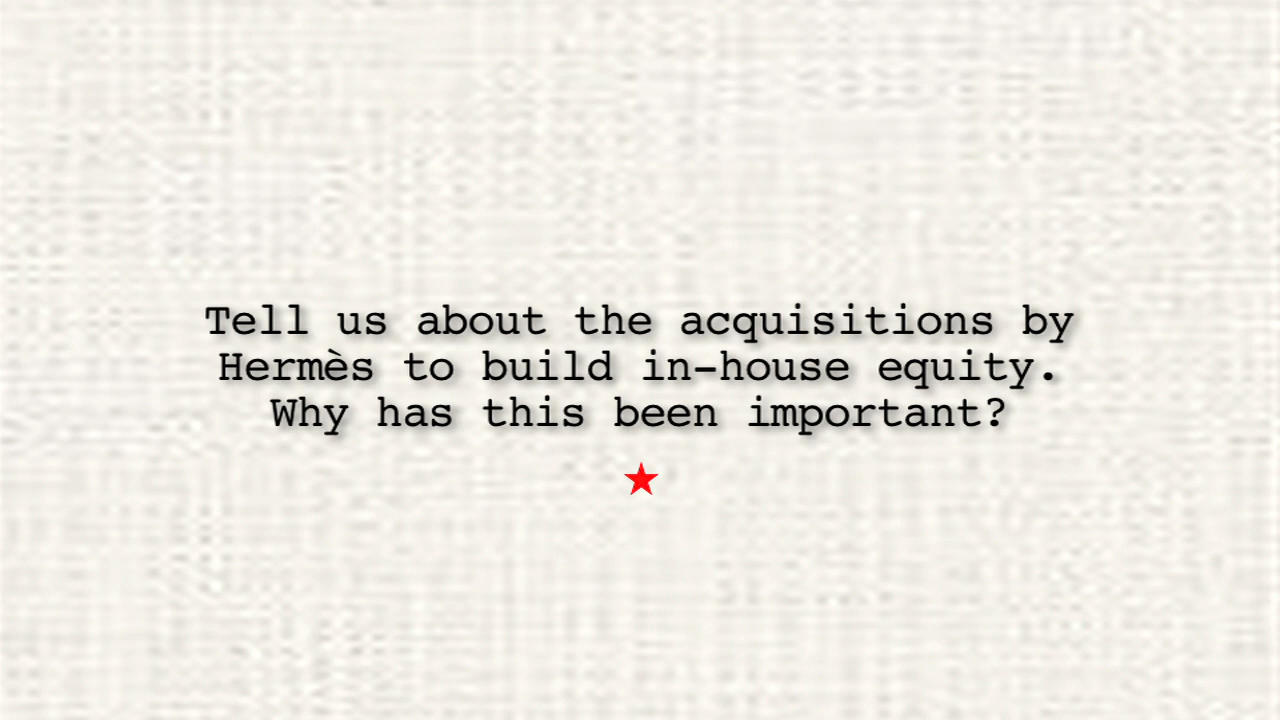 Tell us about the acquisitions by
Hermès to build in-house equity.
Why has this been important?